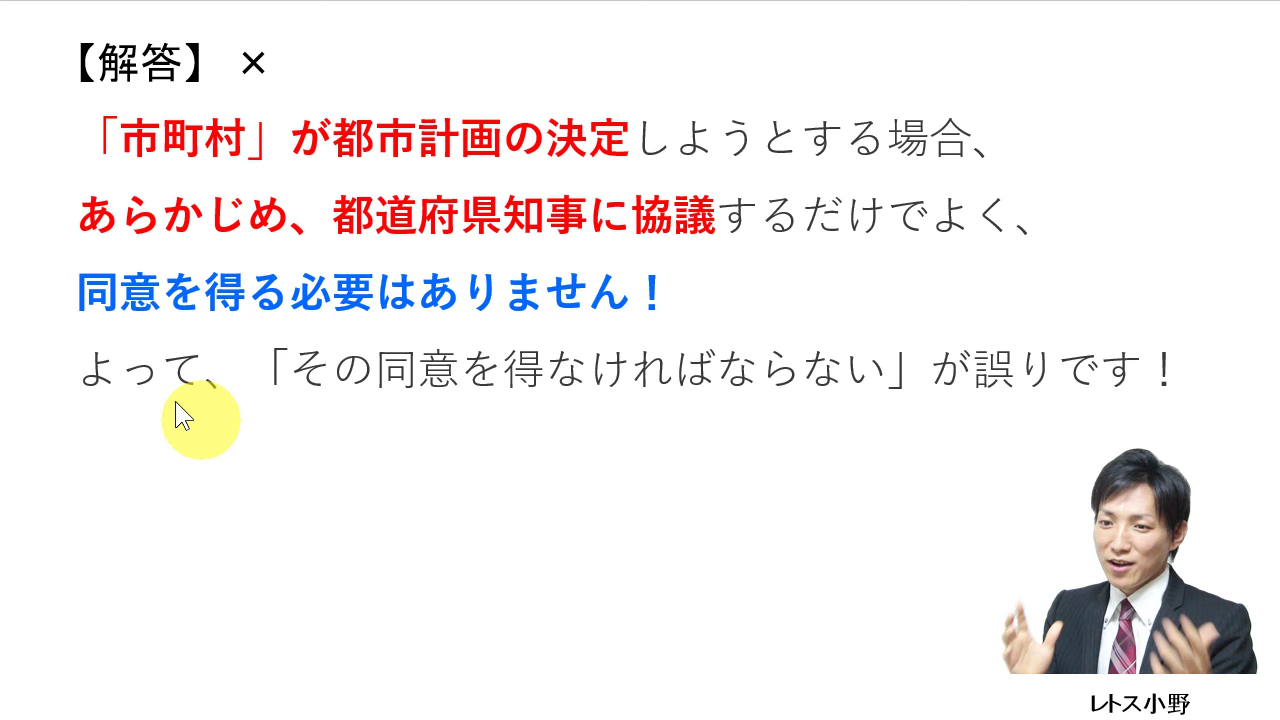 【解答】 ×
「市町村」が都市計画の決定しようとする場合、
あらかじめ、都道府県知事に協議するだけでよく、
同意を得る必要はありません！
よって、「その同意を得なければならない」が誤りです！
レトス小野